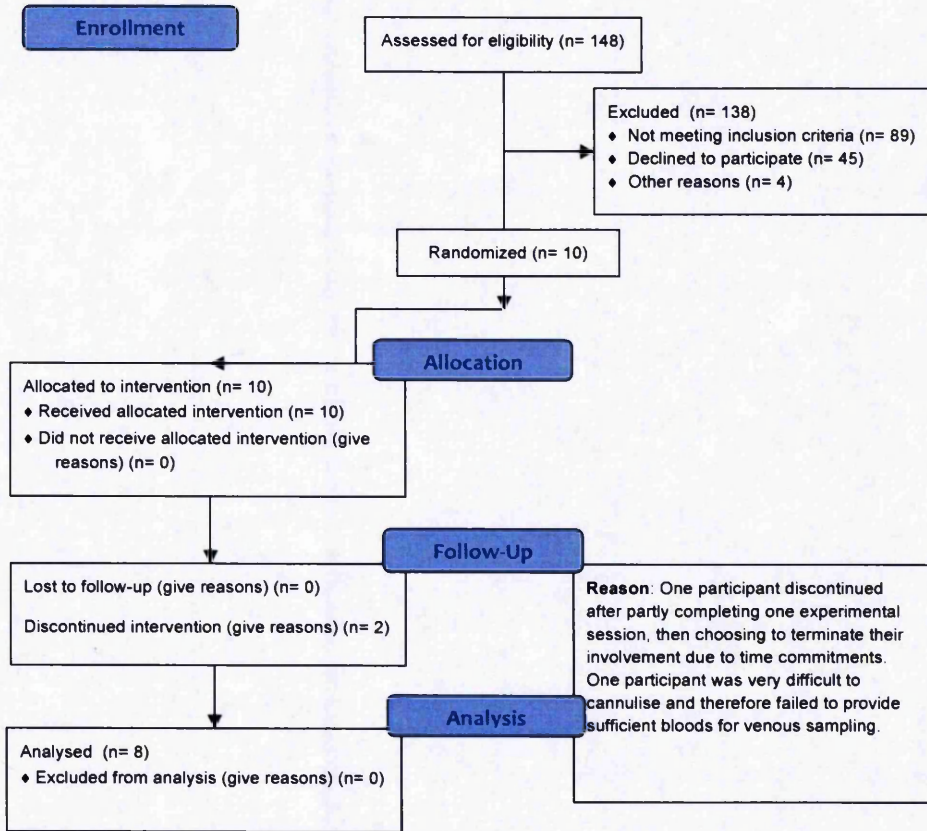 Enrollment
Assessed for eligibility (n= 148)
Excluded (n= 138)
♦ Not meeting inclusion criteria (n= 89)
♦ Declined to participate (n= 45)
♦ Other reasons (n= 4)
Randomized (n= 10)
Allocation
Allocated to intervention (n= 10)
♦ Received allocated intervention (n= 10)
♦ Did not receive allocated intervention (give
reasons) (n= 0)
Follow-Up
Lost to follow-up (give reasons) (n= 0)
Discontinued intervention (give reasons) (n= 2)
Reason: One participant discontinued
after partly completing one experimental
session, then choosing to terminate their
involvement due to time commitments.
One participant was very difficult to
cannulise and therefore failed to provide
sufficient bloods for venous sampling.
Analysis
Analysed (n= 8)
♦ Excluded from analysis (give reasons) (n= 0)